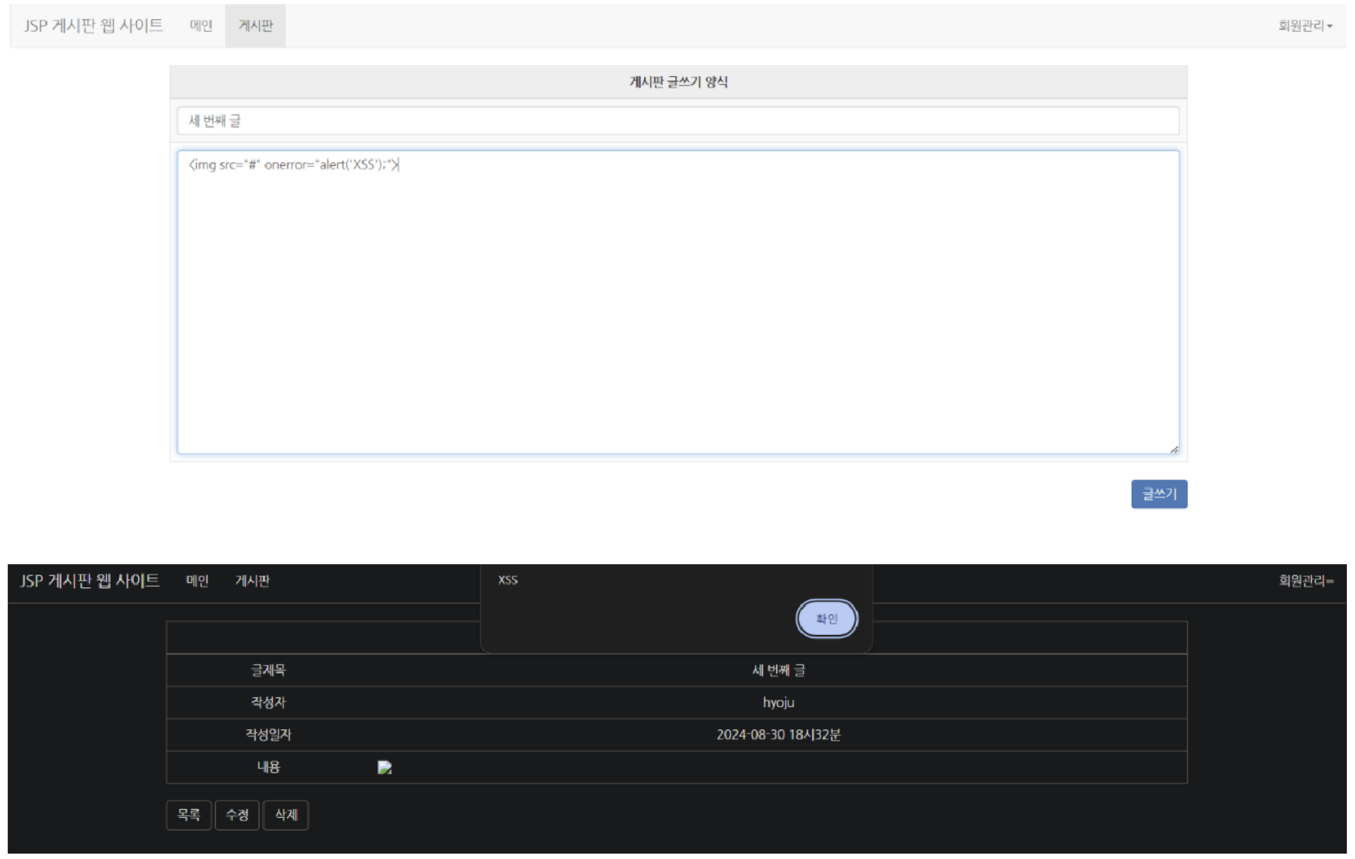 JSP 게시판 웹 사이트 메인 게시판 회원관리
게시판 글쓰기 양식
세 번째 글
<img src="#" onerror="alert('XSS');">
글쓰기
JSP 게시판 웹 사이트 메인 게시판 XSS 회원관리
확인
글제목 세 번째 글
작성자 hyoju
작성일자 2024-08-30 18시32분
내용
목록 수정 삭제